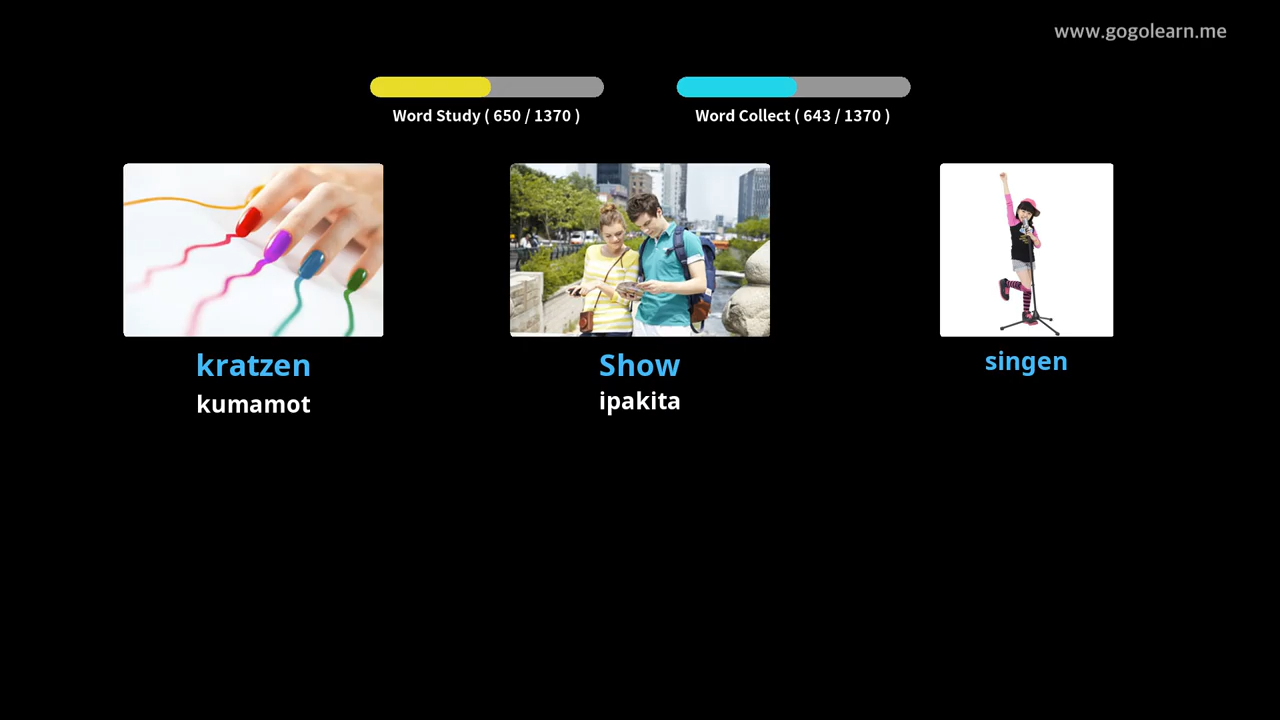 www.gogolearn.me
Word Study ( 650 / 1370 )
Word Collect ( 643 / 1370 )
kratzen
kumamot
Show
ipakita
singen